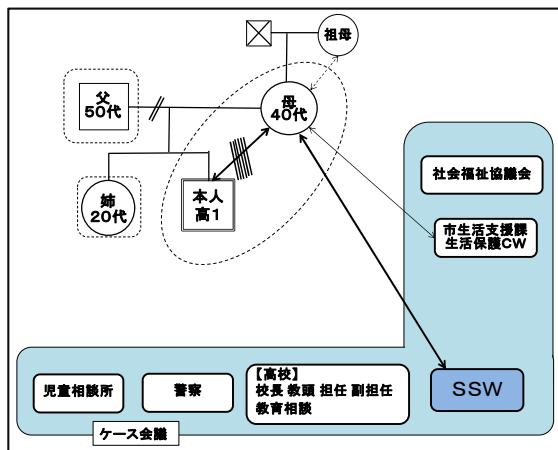 祖母
父
50代
母
40代
姉
20代
本人
高1
社会福祉協議会
市生活支援課
生活保護CW
児童相談所
警察
【高校】
校長 教頭 担任 副担任
教育相談
SSW
ケース会議